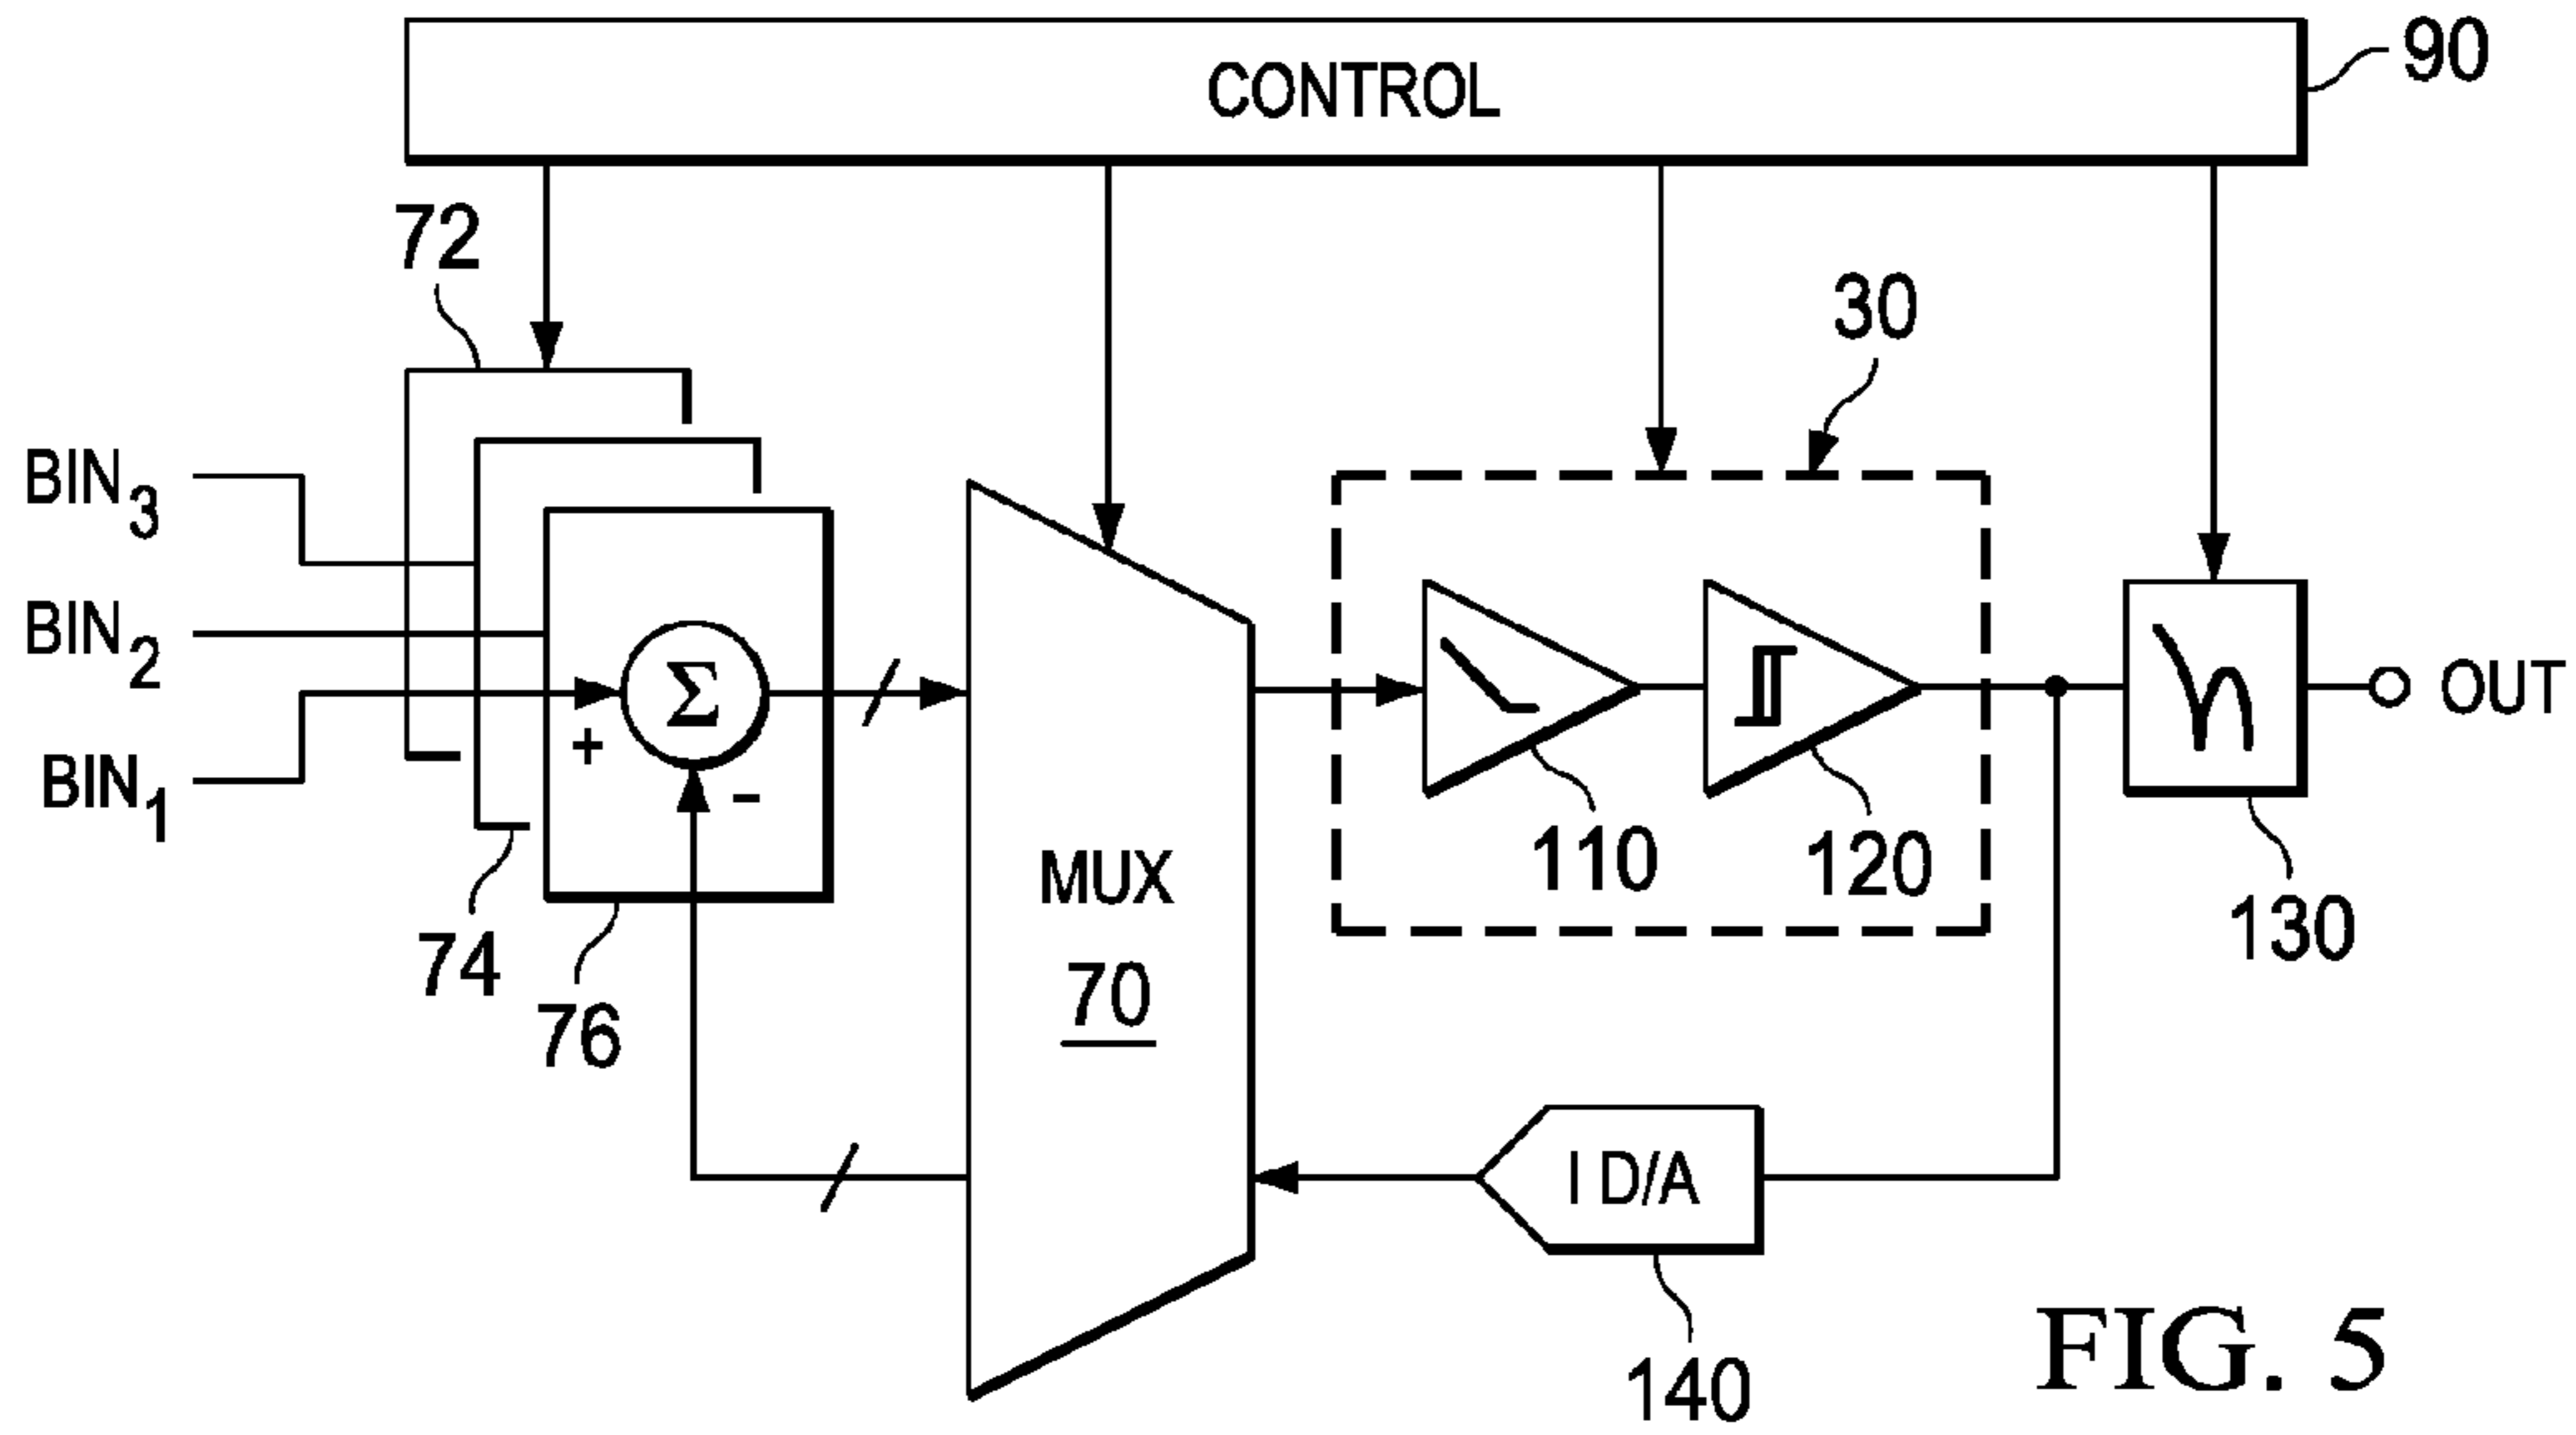 CONTROL
90
72
30
BIN3
BIN2
BIN1
Σ
+
-
MUX
70
110
120
130
OUT
74
76
I D/A
140
FIG. 5